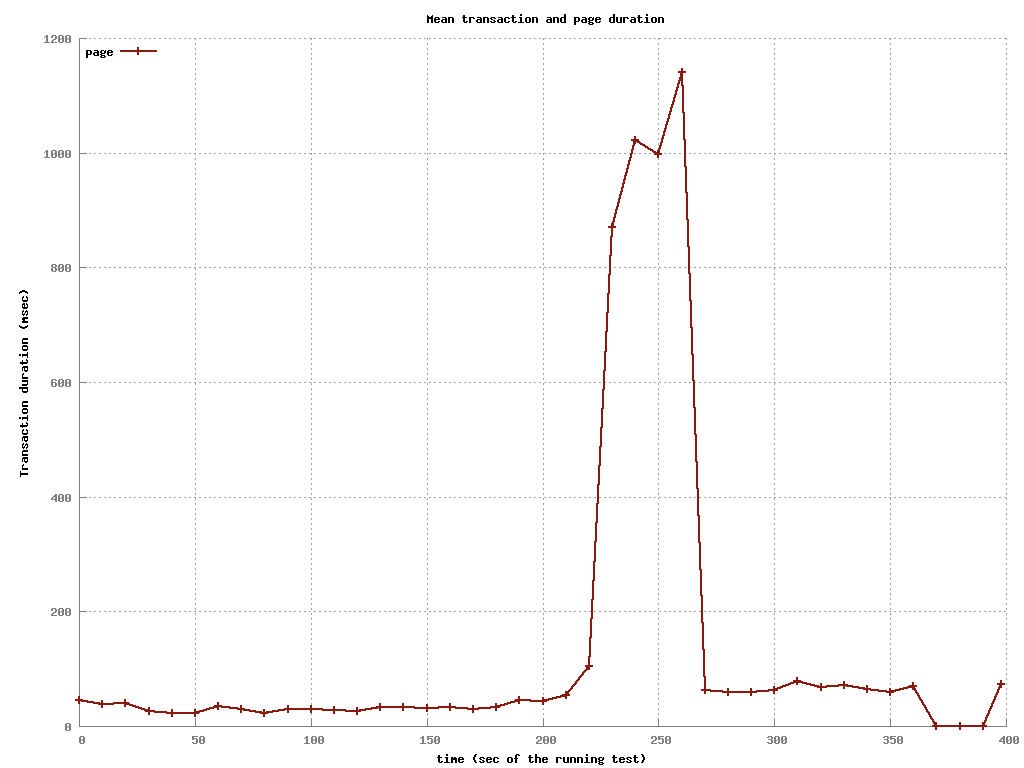 Mean transaction and page duration
page
1200
1000
800
600
400
200
0
Transaction duration (msec)
0 50 100 150 200 250 300 350 400
time (sec of the running test)